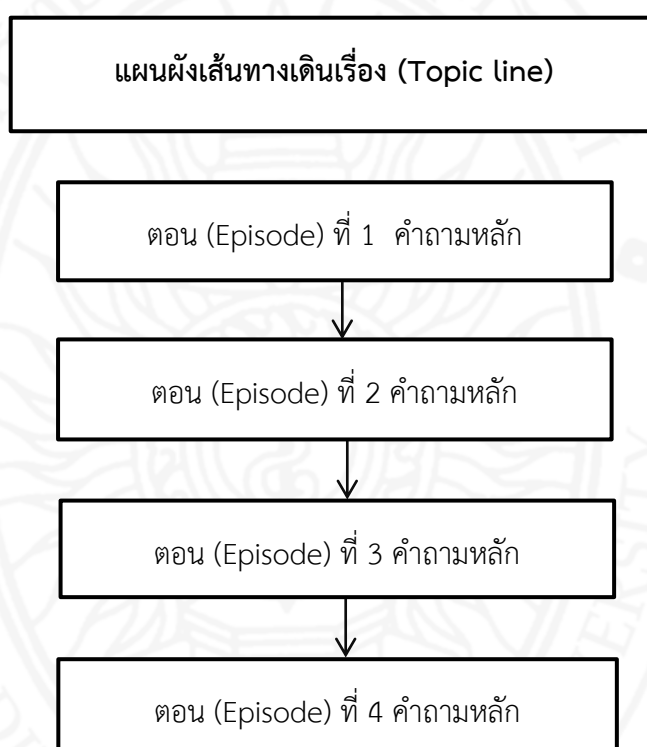 แผนผังเส้นทางเดินเรื่อง (Topic line)
ตอน (Episode) ที่ 1 คำถามหลัก
ตอน (Episode) ที่ 2 คำถามหลัก
ตอน (Episode) ที่ 3 คำถามหลัก
ตอน (Episode) ที่ 4 คำถามหลัก